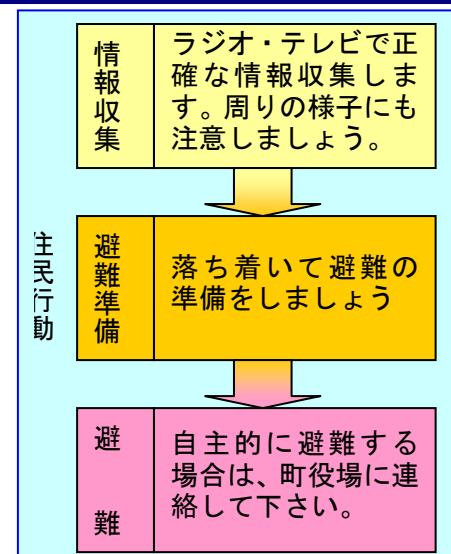 住民行動
情報収集
ラジオ・テレビで正
確な情報収集しま
す。周りの様子にも
注意しましょう。
避難準備
落ち着いて避難の
準備をしましょう
避難
自主的に避難する
場合は、町役場に連
絡して下さい。